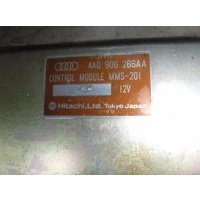 4A0 906 266AA
CONTROL MODULE MMS-201
12V
Hitachi, Ltd. Tokyo Japan